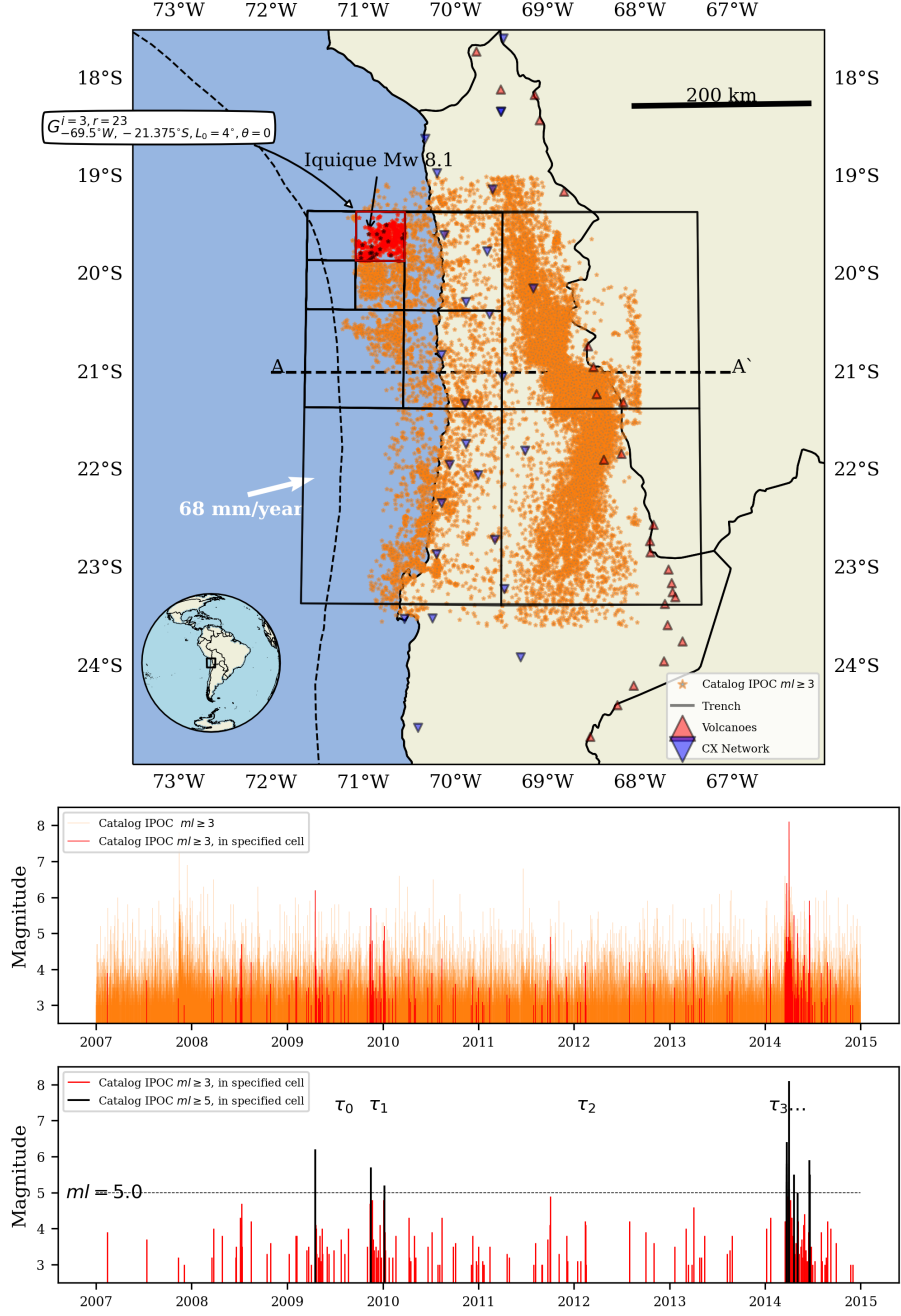 73°W 72°W 71°W 70°W 69°W 68°W 67°W
18°S 18°S
200 km
G^{i=3, r=23}_{−69.5°W, −21.375°S, L₀=4°, θ=0}
Iquique Mw 8.1
19°S 19°S
20°S 20°S
21°S A A` 21°S
22°S 22°S
68 mm/year
23°S 23°S
24°S 24°S
Catalog IPOC ml ≥ 3
Trench
Volcanoes
CX Network
73°W 72°W 71°W 70°W 69°W 68°W 67°W
Catalog IPOC ml ≥ 3
Catalog IPOC ml ≥ 3, in specified cell
Magnitude
8
7
6
5
4
3
2007 2008 2009 2010 2011 2012 2013 2014 2015
Catalog IPOC ml ≥ 3, in specified cell
Catalog IPOC ml ≥ 5, in specified cell
τ₀ τ₁ τ₂ τ₃...
Magnitude
8
7
6
5
4
3
ml = 5.0
2007 2008 2009 2010 2011 2012 2013 2014 2015